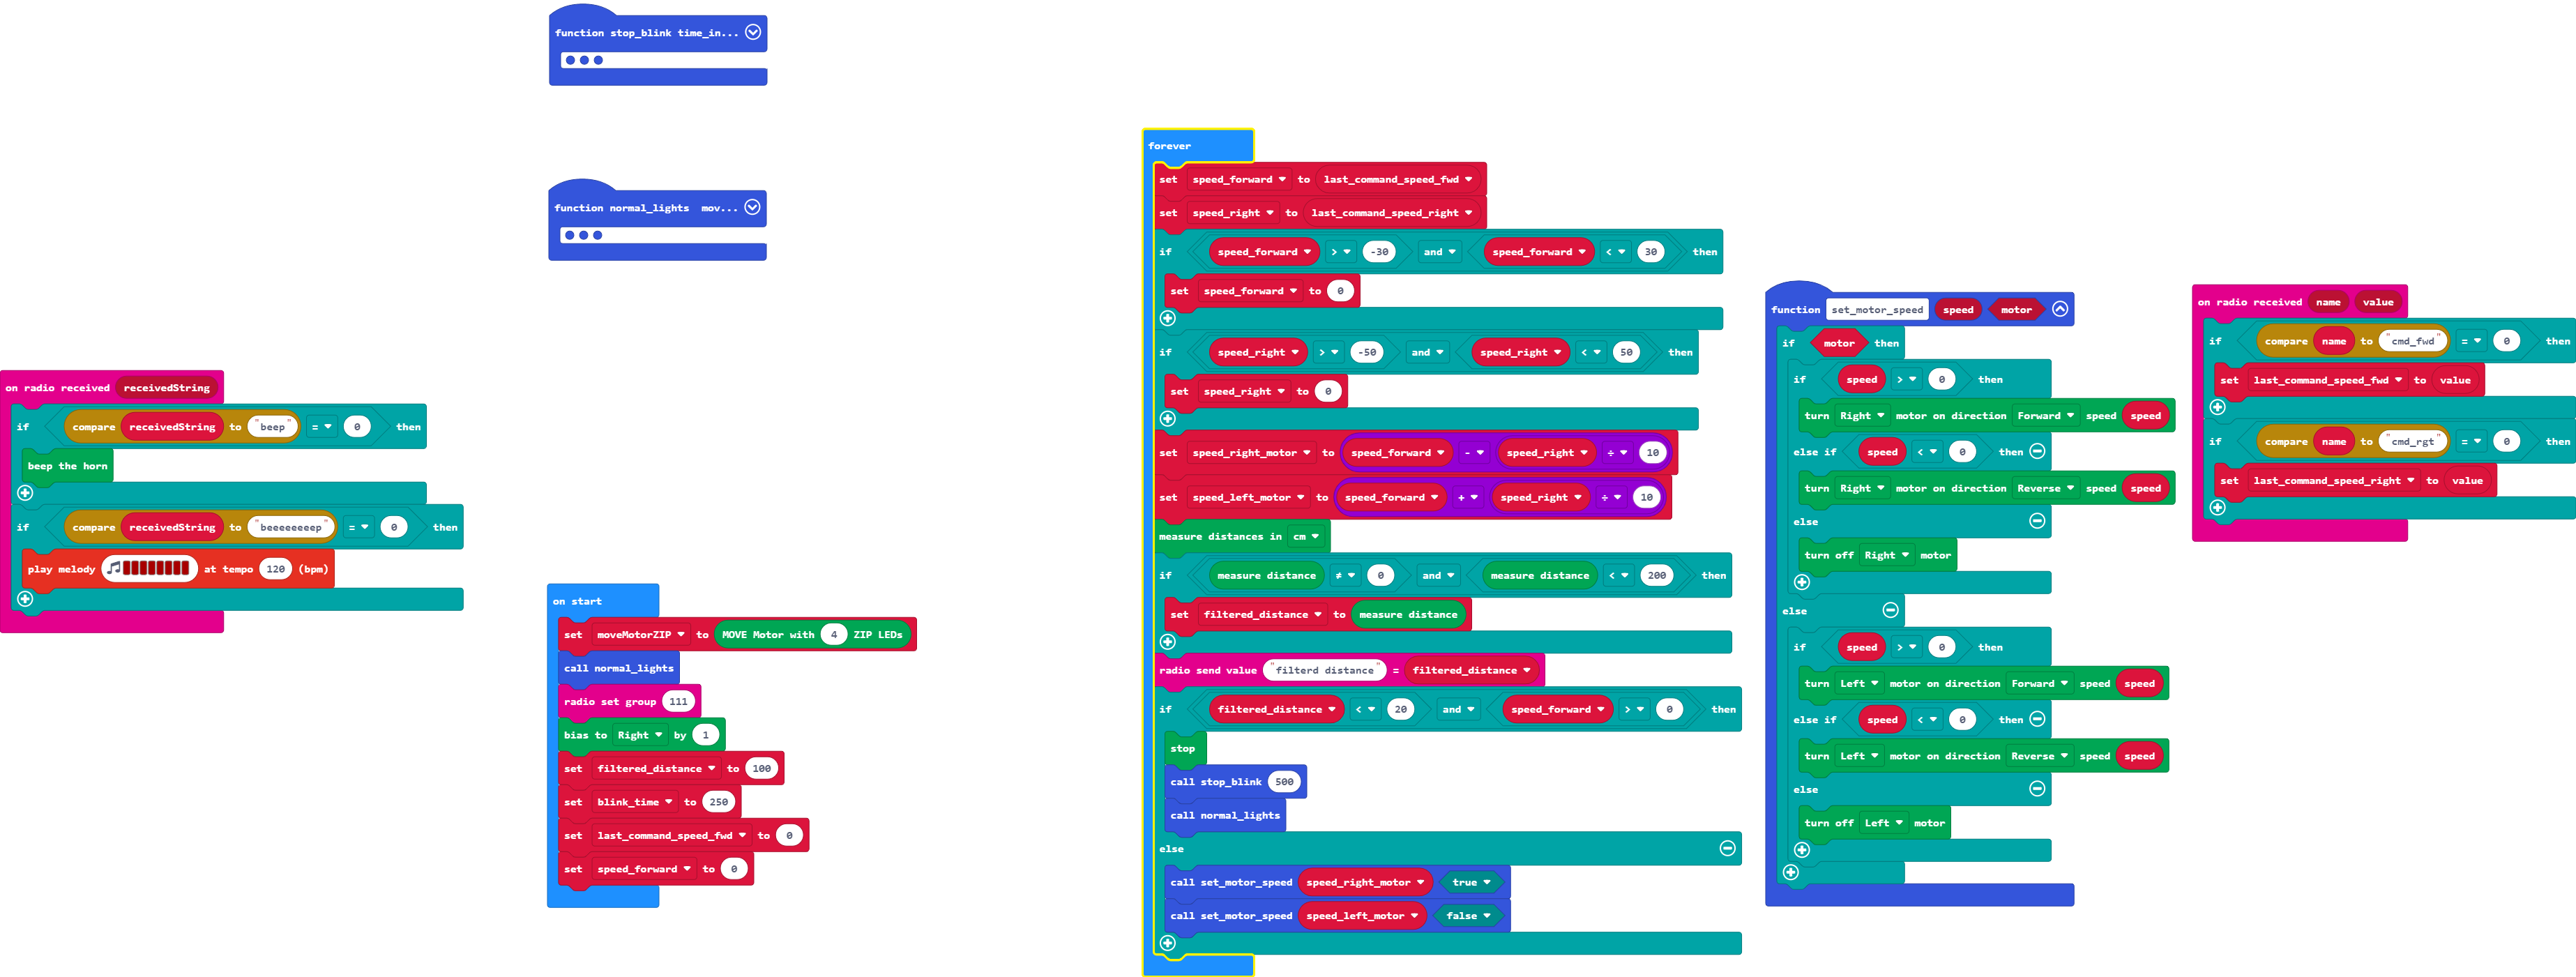 function stop_blink time_in...
function normal_lights mov...
on radio received receivedString
if compare receivedString to "beep" = 0 then
beep the horn
if compare receivedString to "beeeeeeeep" = 0 then
play melody at tempo 120 (bpm)
on start
set moveMotorZIP to MOVE Motor with 4 ZIP LEDs
call normal_lights
radio set group 111
bias to Right by 1
set filtered_distance to 100
set blink_time to 250
set last_command_speed_fwd to 0
set speed_forward to 0
forever
set speed_forward to last_command_speed_fwd
set speed_right to last_command_speed_right
if speed_forward > -30 and speed_forward < 30 then
set speed_forward to 0
if speed_right > -50 and speed_right < 50 then
set speed_right to 0
set speed_right_motor to speed_forward - speed_right ÷ 10
set speed_left_motor to speed_forward + speed_right ÷ 10
measure distances in cm
if measure distance ≠ 0 and measure distance < 200 then
set filtered_distance to measure distance
radio send value "filterd distance" = filtered_distance
if filtered_distance < 20 and speed_forward > 0 then
stop
call stop_blink 500
call normal_lights
else
call set_motor_speed speed_right_motor true
call set_motor_speed speed_left_motor false
function set_motor_speed speed motor
if motor then
if speed > 0 then
turn Right motor on direction Forward speed speed
else if speed < 0 then
turn Right motor on direction Reverse speed speed
else
turn off Right motor
else
if speed > 0 then
turn Left motor on direction Forward speed speed
else if speed < 0 then
turn Left motor on direction Reverse speed speed
else
turn off Left motor
on radio received name value
if compare name to "cmd_fwd" = 0 then
set last_command_speed_fwd to value
if compare name to "cmd_rgt" = 0 then
set last_command_speed_right to value